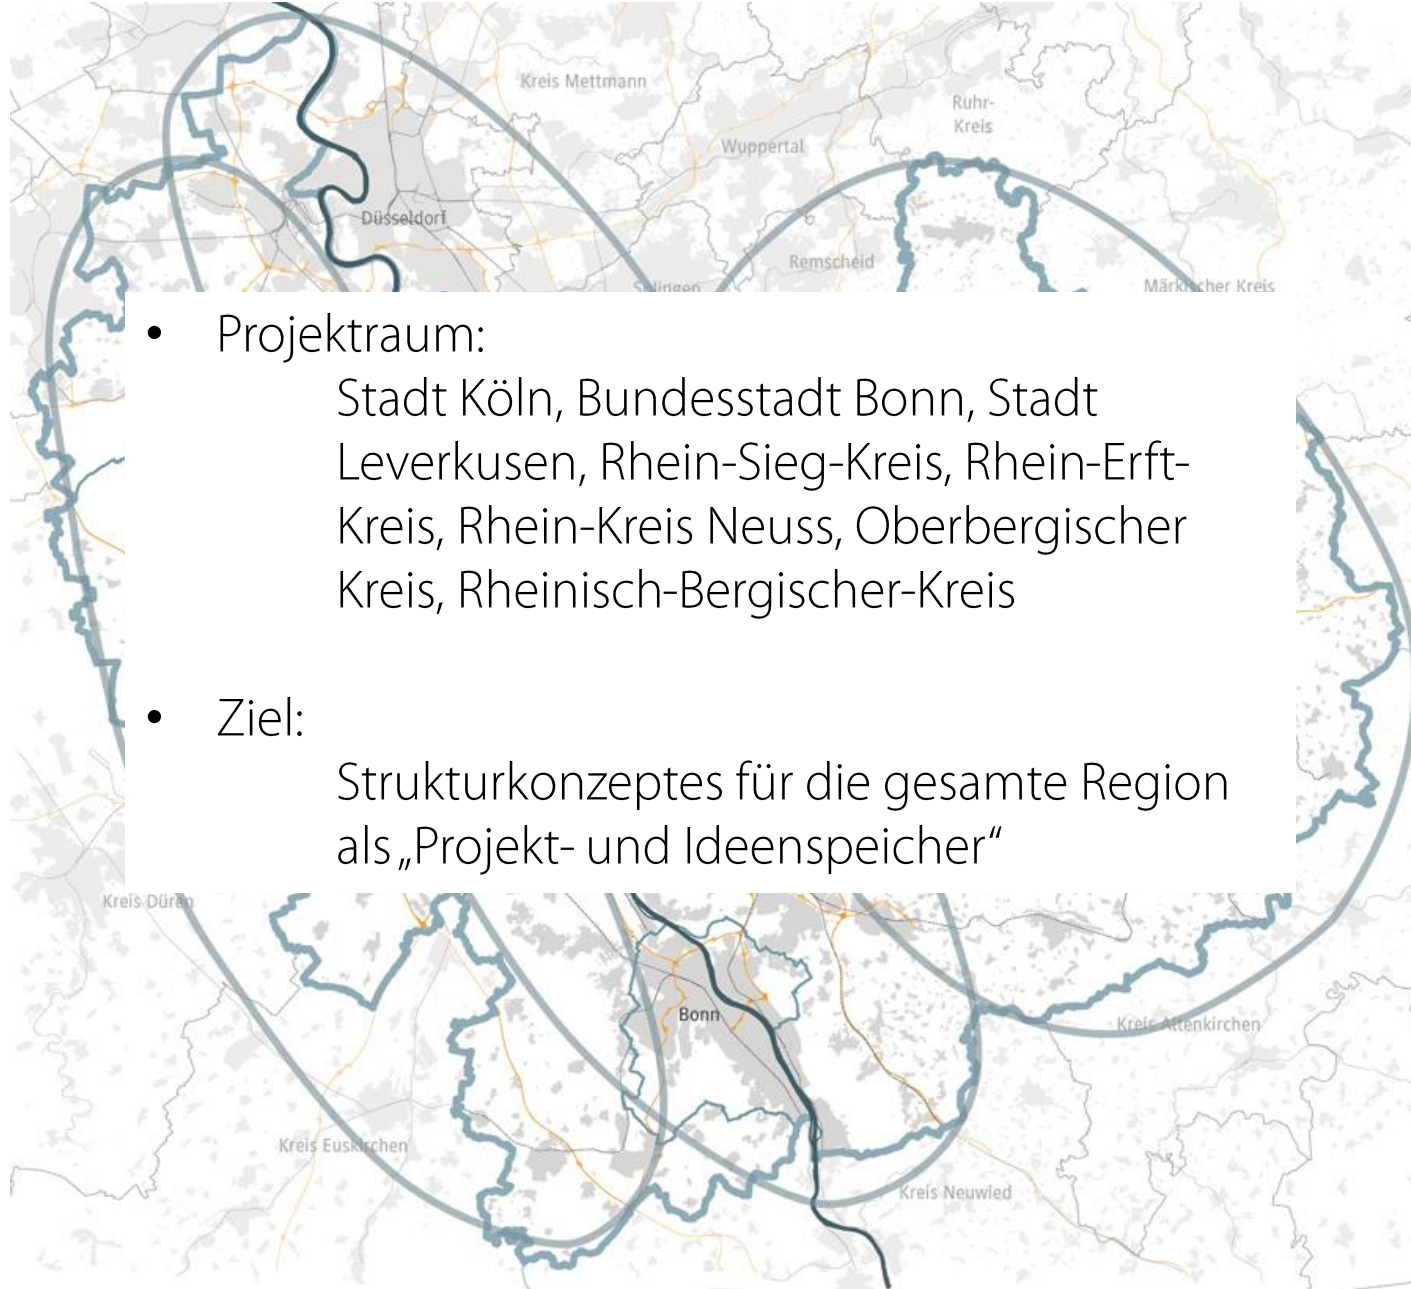 Kreis Mettmann
Ruhr-
Kreis
Wuppertal
Düsseldorf
Remscheid
Solingen
Märkischer Kreis
• Projektraum:
Stadt Köln, Bundesstadt Bonn, Stadt
Leverkusen, Rhein-Sieg-Kreis, Rhein-Erft-
Kreis, Rhein-Kreis Neuss, Oberbergischer
Kreis, Rheinisch-Bergischer-Kreis
• Ziel:
Strukturkonzeptes für die gesamte Region
als „Projekt- und Ideenspeicher“
Kreis Düren
Bonn
Kreis Altenkirchen
Kreis Euskirchen
Kreis Neuwied